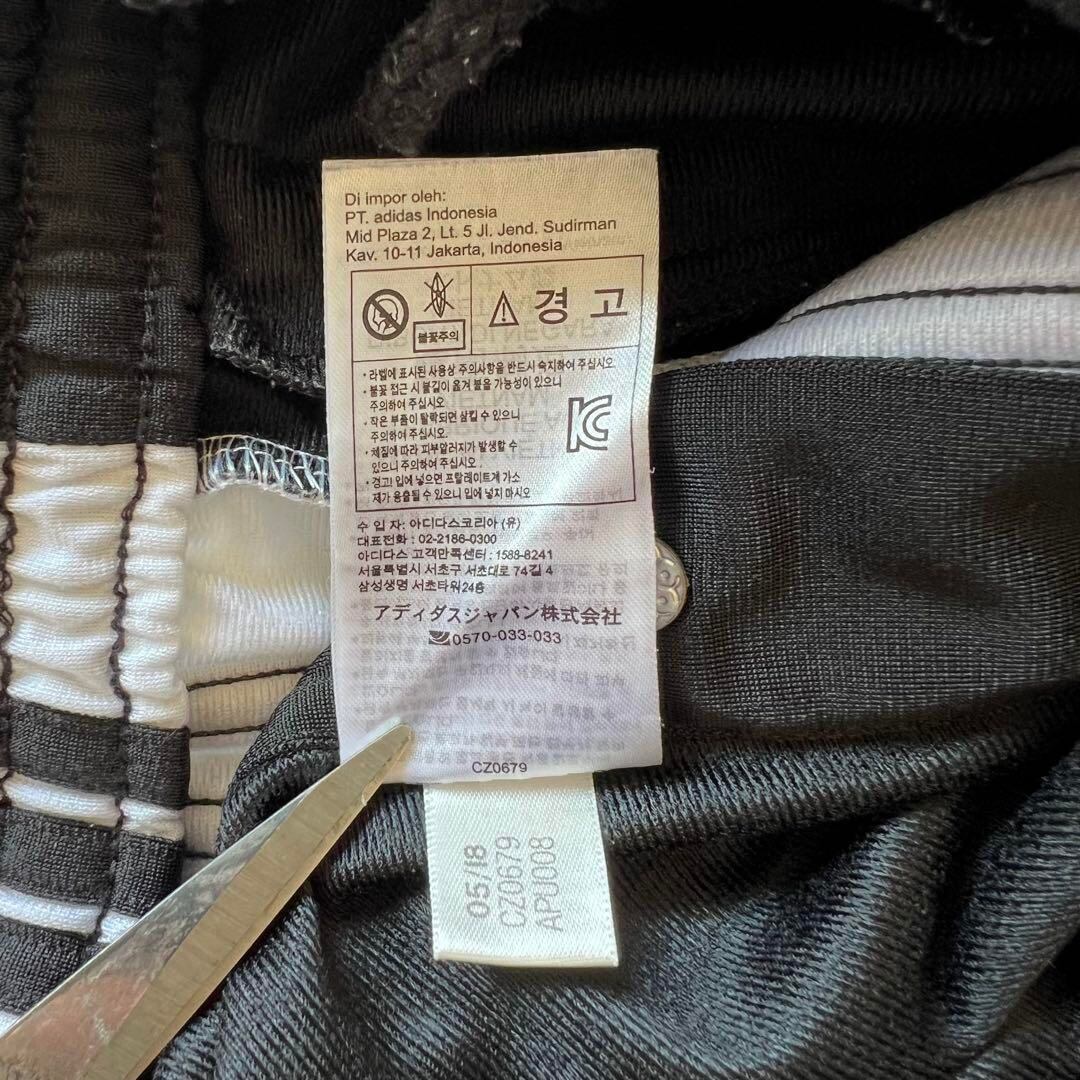 Di impor oleh:
PT. adidas Indonesia
Mid Plaza 2, Lt. 5 Jl. Jend. Sudirman
Kav. 10-11 Jakarta, Indonesia
불꽃주의
경고
· 라벨에 표시된 사용상 주의사항을 반드시 숙지하여 주십시오
· 불꽃 접근 시 불길이 옮겨 붙을 가능성이 있으니
주의하여 주십시오
· 작은 부품이 탈락되면 삼킬 수 있으니
주의하여 주십시오.
· 체질에 따라 피부알러지가 발생할 수
있으니 주의하여 주십시오
· 경고! 입에 넣으면 프탈레이트계 가소
제가 용출될 수 있으니 입에 넣지 마시오
수 입 자: 아디다스코리아 (유)
대표전화 : 02-2186-0300
아디다스 고객만족센터 : 1588-8241
서울특별시 서초구 서초대로 74길 4
삼성생명 서초타워24층
アディダスジャパン株式会社
0570-033-033
CZ0679
05/18
CZ0679
APU008